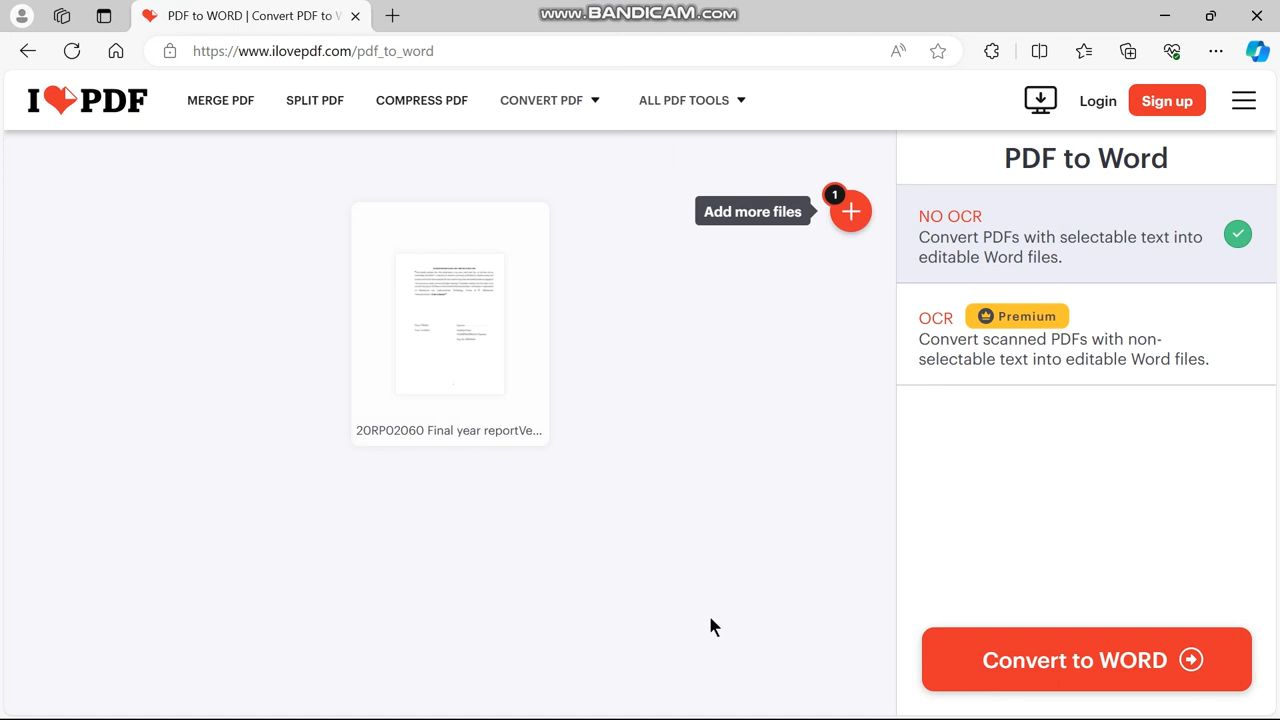 www.BANDICAM.com
PDF to WORD | Convert PDF to W
https://www.ilovepdf.com/pdf_to_word
I PDF
MERGE PDF
SPLIT PDF
COMPRESS PDF
CONVERT PDF
ALL PDF TOOLS
Login
Sign up
PDF to Word
1
Add more files
NO OCR
Convert PDFs with selectable text into
editable Word files.
OCR
Premium
Convert scanned PDFs with non-
selectable text into editable Word files.
20RP02060 Final year reportVe...
Convert to WORD